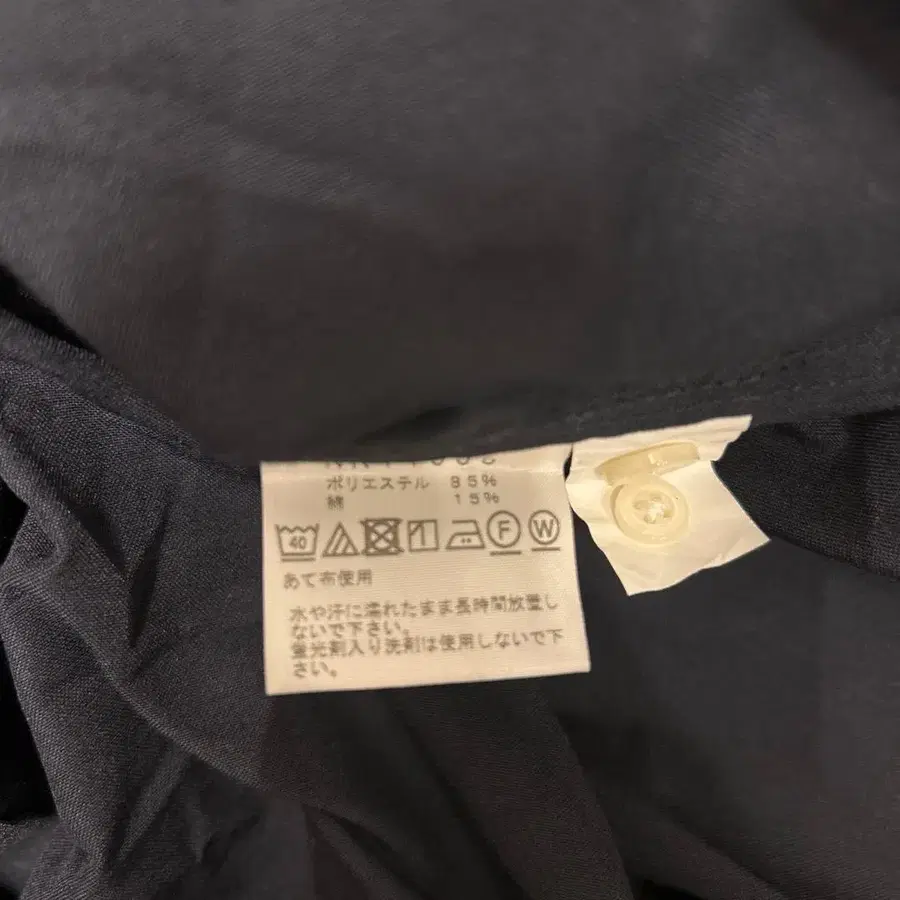 ポリエステル 85%
綿 15%
40 F W
あて布使用
水や汗に濡れたまま長時間放置し
ないで下さい。
蛍光剤入り洗剤は使用しないで下
さい。